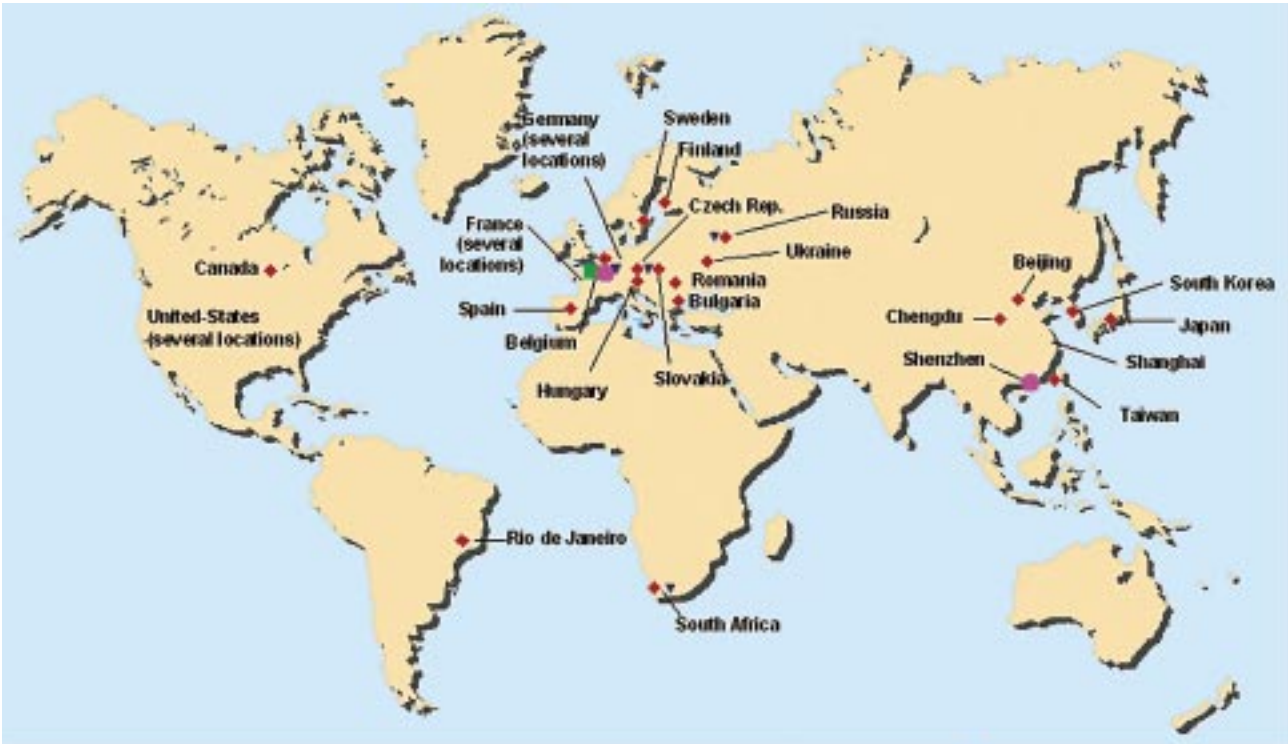 Germany
(several
locations)
Sweden
Finland
Czech Rep.
Russia
France
(several
locations)
Ukraine
Canada
Beijing
Romania
South Korea
Spain
Bulgaria
United-States
(several locations)
Chengdu
Japan
Belgium
Shanghai
Shenzhen
Slovakia
Hungary
Taiwan
Rio de Janeiro
South Africa